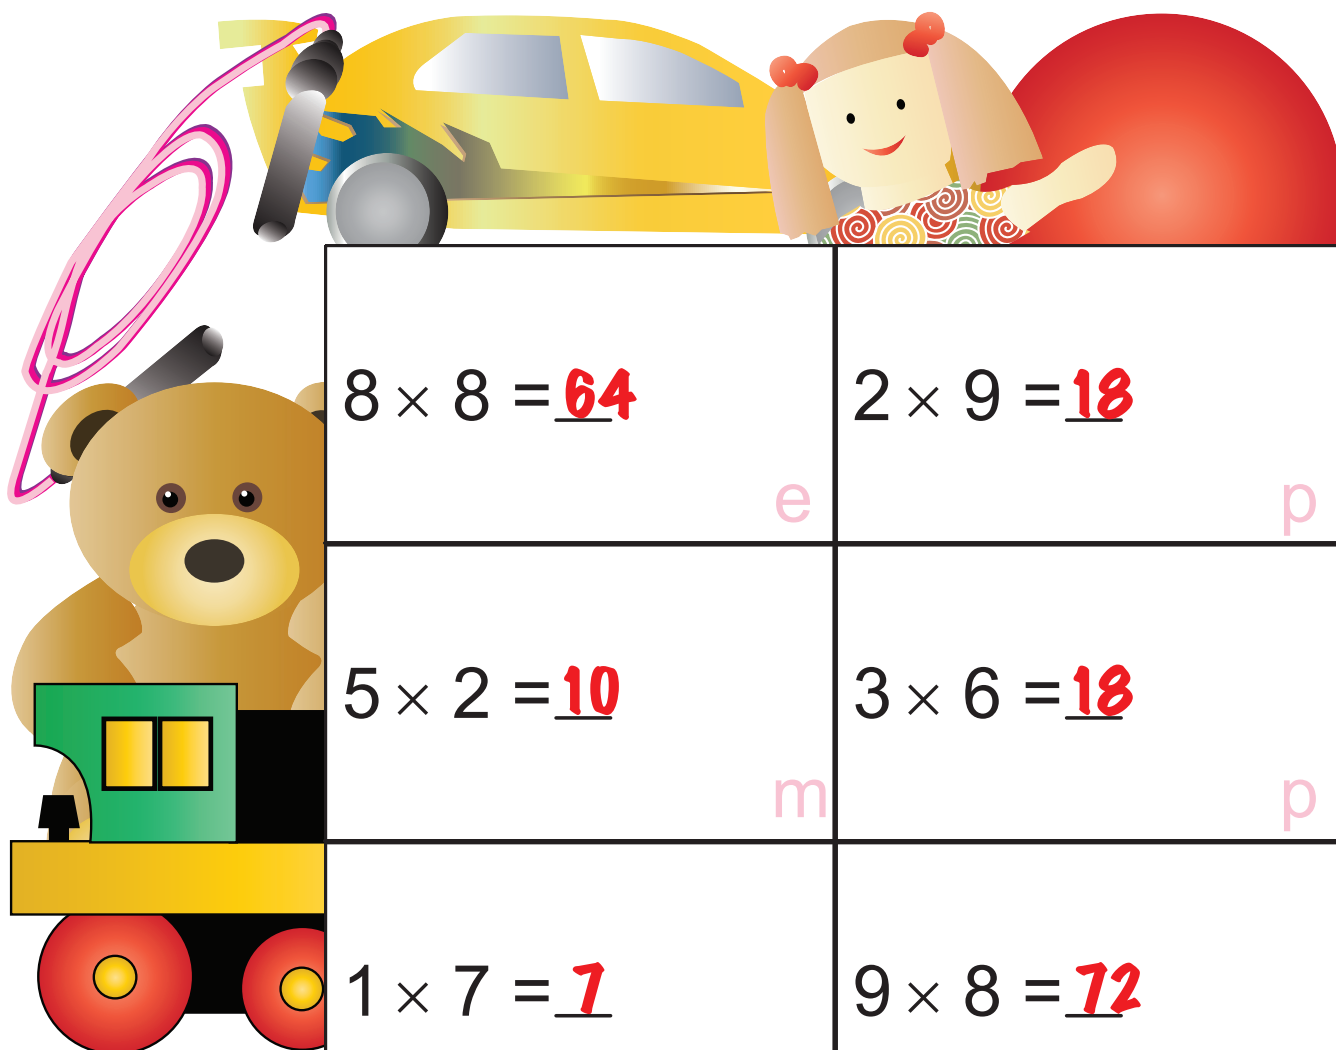 8 × 8 = 64
2 × 9 = 18
e
p
5 × 2 = 10
3 × 6 = 18
m
p
1 × 7 = 7
9 × 8 = 72